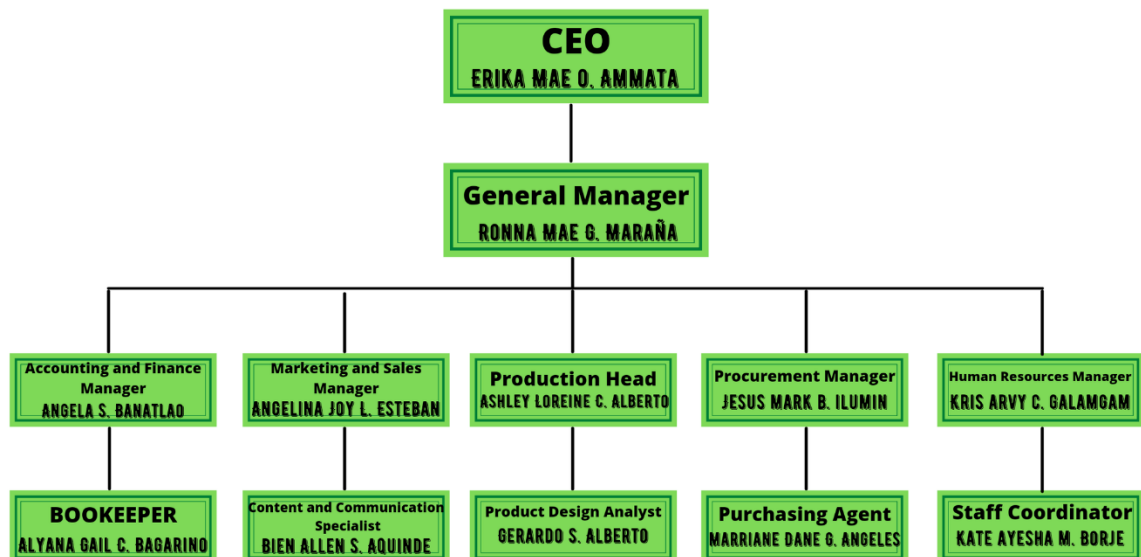 CEO
ERIKA MAE O. AMMATA
General Manager
RONNA MAE G. MARAÑA
Accounting and Finance
Manager
ANGELA S. BANATLAO
Marketing and Sales
Manager
ANGELINA JOY L. ESTEBAN
Production Head
ASHLEY LOREINE C. ALBERTO
Procurement Manager
JESUS MARK B. ILUMIN
Human Resources Manager
KRIS ARVY C. GALAMGAM
BOOKEEPER
ALYANA GAIL C. BAGARINO
Content and Communication
Specialist
BIEN ALLEN S. AQUINDE
Product Design Analyst
GERARDO S. ALBERTO
Purchasing Agent
MARRIANE DANE G. ANGELES
Staff Coordinator
KATE AYESHA M. BORJE